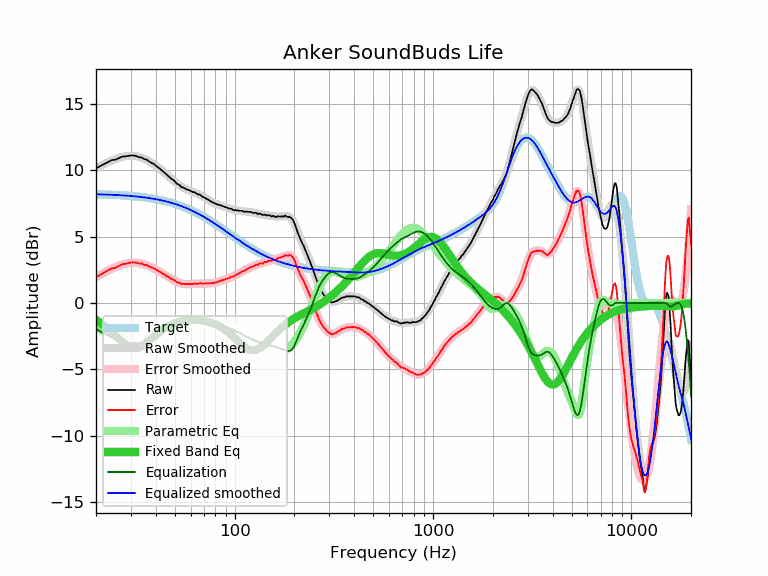 Anker SoundBuds Life
Amplitude (dBr)
15
10
5
0
−5
−10
−15
Target
Raw Smoothed
Error Smoothed
Raw
Error
Parametric Eq
Fixed Band Eq
Equalization
Equalized smoothed
100
1000
10000
Frequency (Hz)